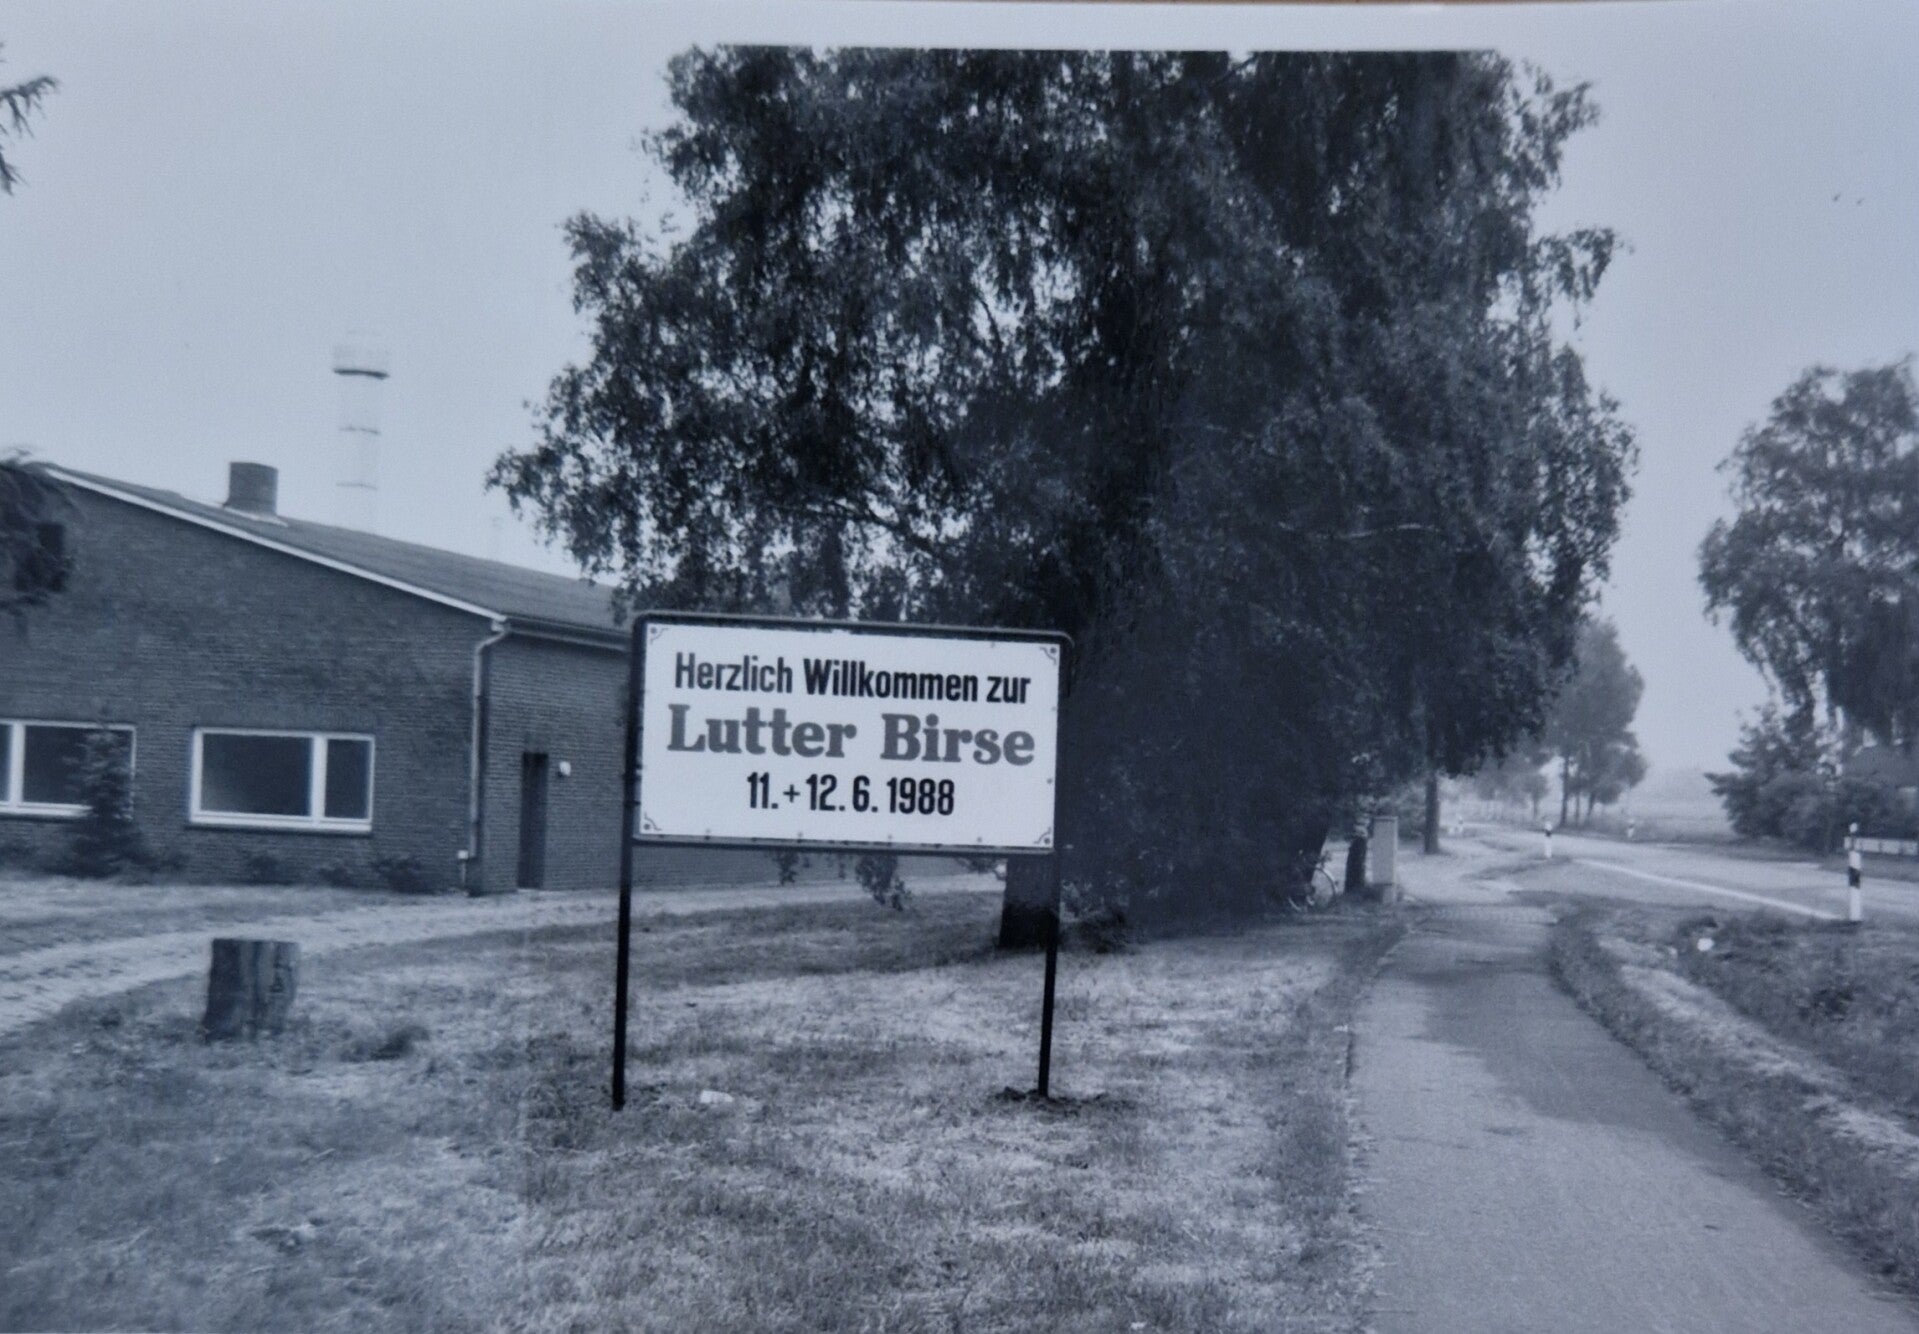 Herzlich Willkommen zur
Lutter Birse
11.+12.6.1988